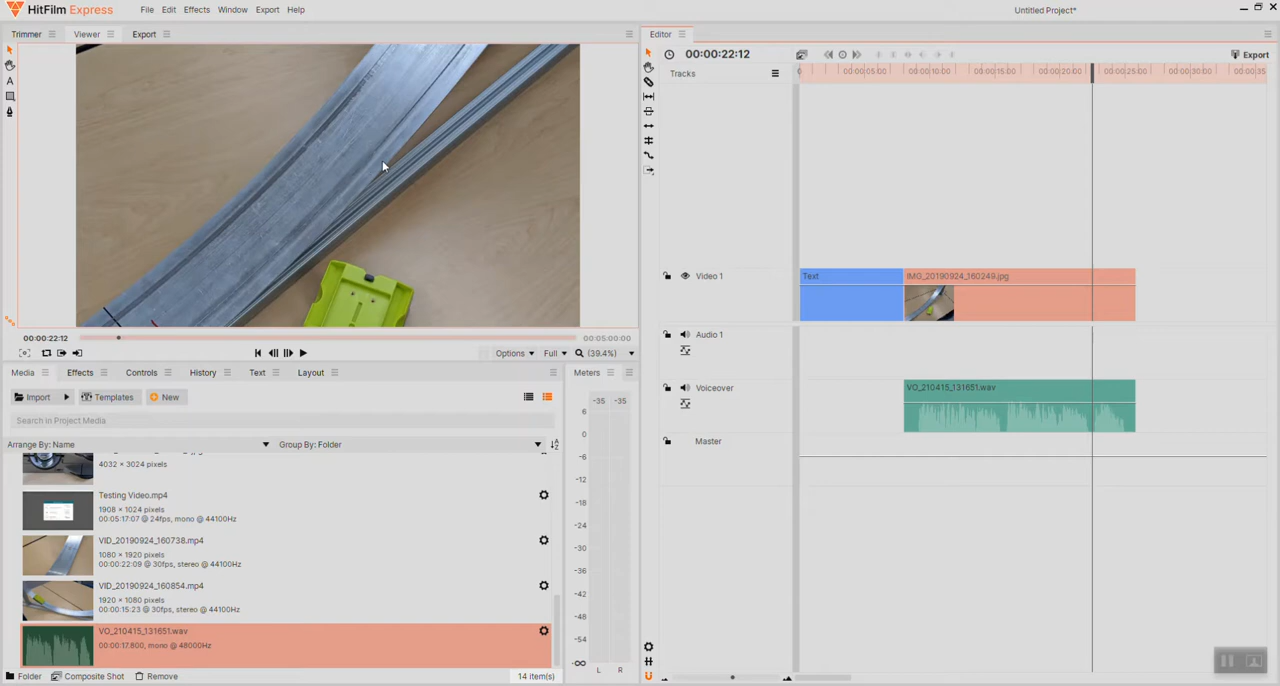 HitFilm Express
File Edit Effects Window Export Help
Untitled Project*
Trimmer Viewer Export
Editor
00:00:22:12
Export
Tracks
0 00:00:05:00 00:00:10:00 00:00:15:00 00:00:20:00 00:00:25:00 00:00:30:00 00:00:35
Video 1
Text
IMG_20190924_160249.jpg
Audio 1
Voiceover
VO_210415_131651.wav
Master
00:00:22:12
00:05:00:00
Options Full (39.4%)
Media Effects Controls History Text Layout
Meters
Import Templates New
Search in Project Media
Arrange By: Name
Group By: Folder
4032 × 3024 pixels
Testing Video.mp4
1908 × 1024 pixels
00:05:17:07 @ 24fps, mono @ 44100Hz
VID_20190924_160738.mp4
1080 × 1920 pixels
00:00:22:09 @ 30fps, stereo @ 44100Hz
VID_20190924_160854.mp4
1920 × 1080 pixels
00:00:15:23 @ 30fps, stereo @ 44100Hz
VO_210415_131651.wav
00:00:17.800, mono @ 48000Hz
Folder Composite Shot Remove
14 item(s)
-35 -35
6
0
-6
-12
-18
-24
-30
-36
-42
-48
-54
-∞
L R